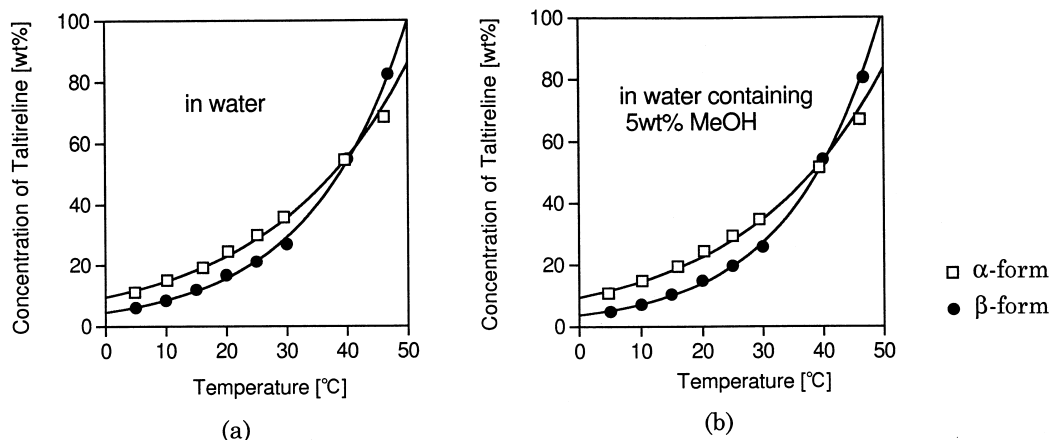 Concentration of Taltireline [wt%]
100
80
60
40
20
0
in water
0 10 20 30 40 50
Temperature [℃]
(a)
Concentration of Taltireline [wt%]
100
80
60
40
20
0
in water containing
5wt% MeOH
0 10 20 30 40 50
Temperature [℃]
(b)
α-form
β-form